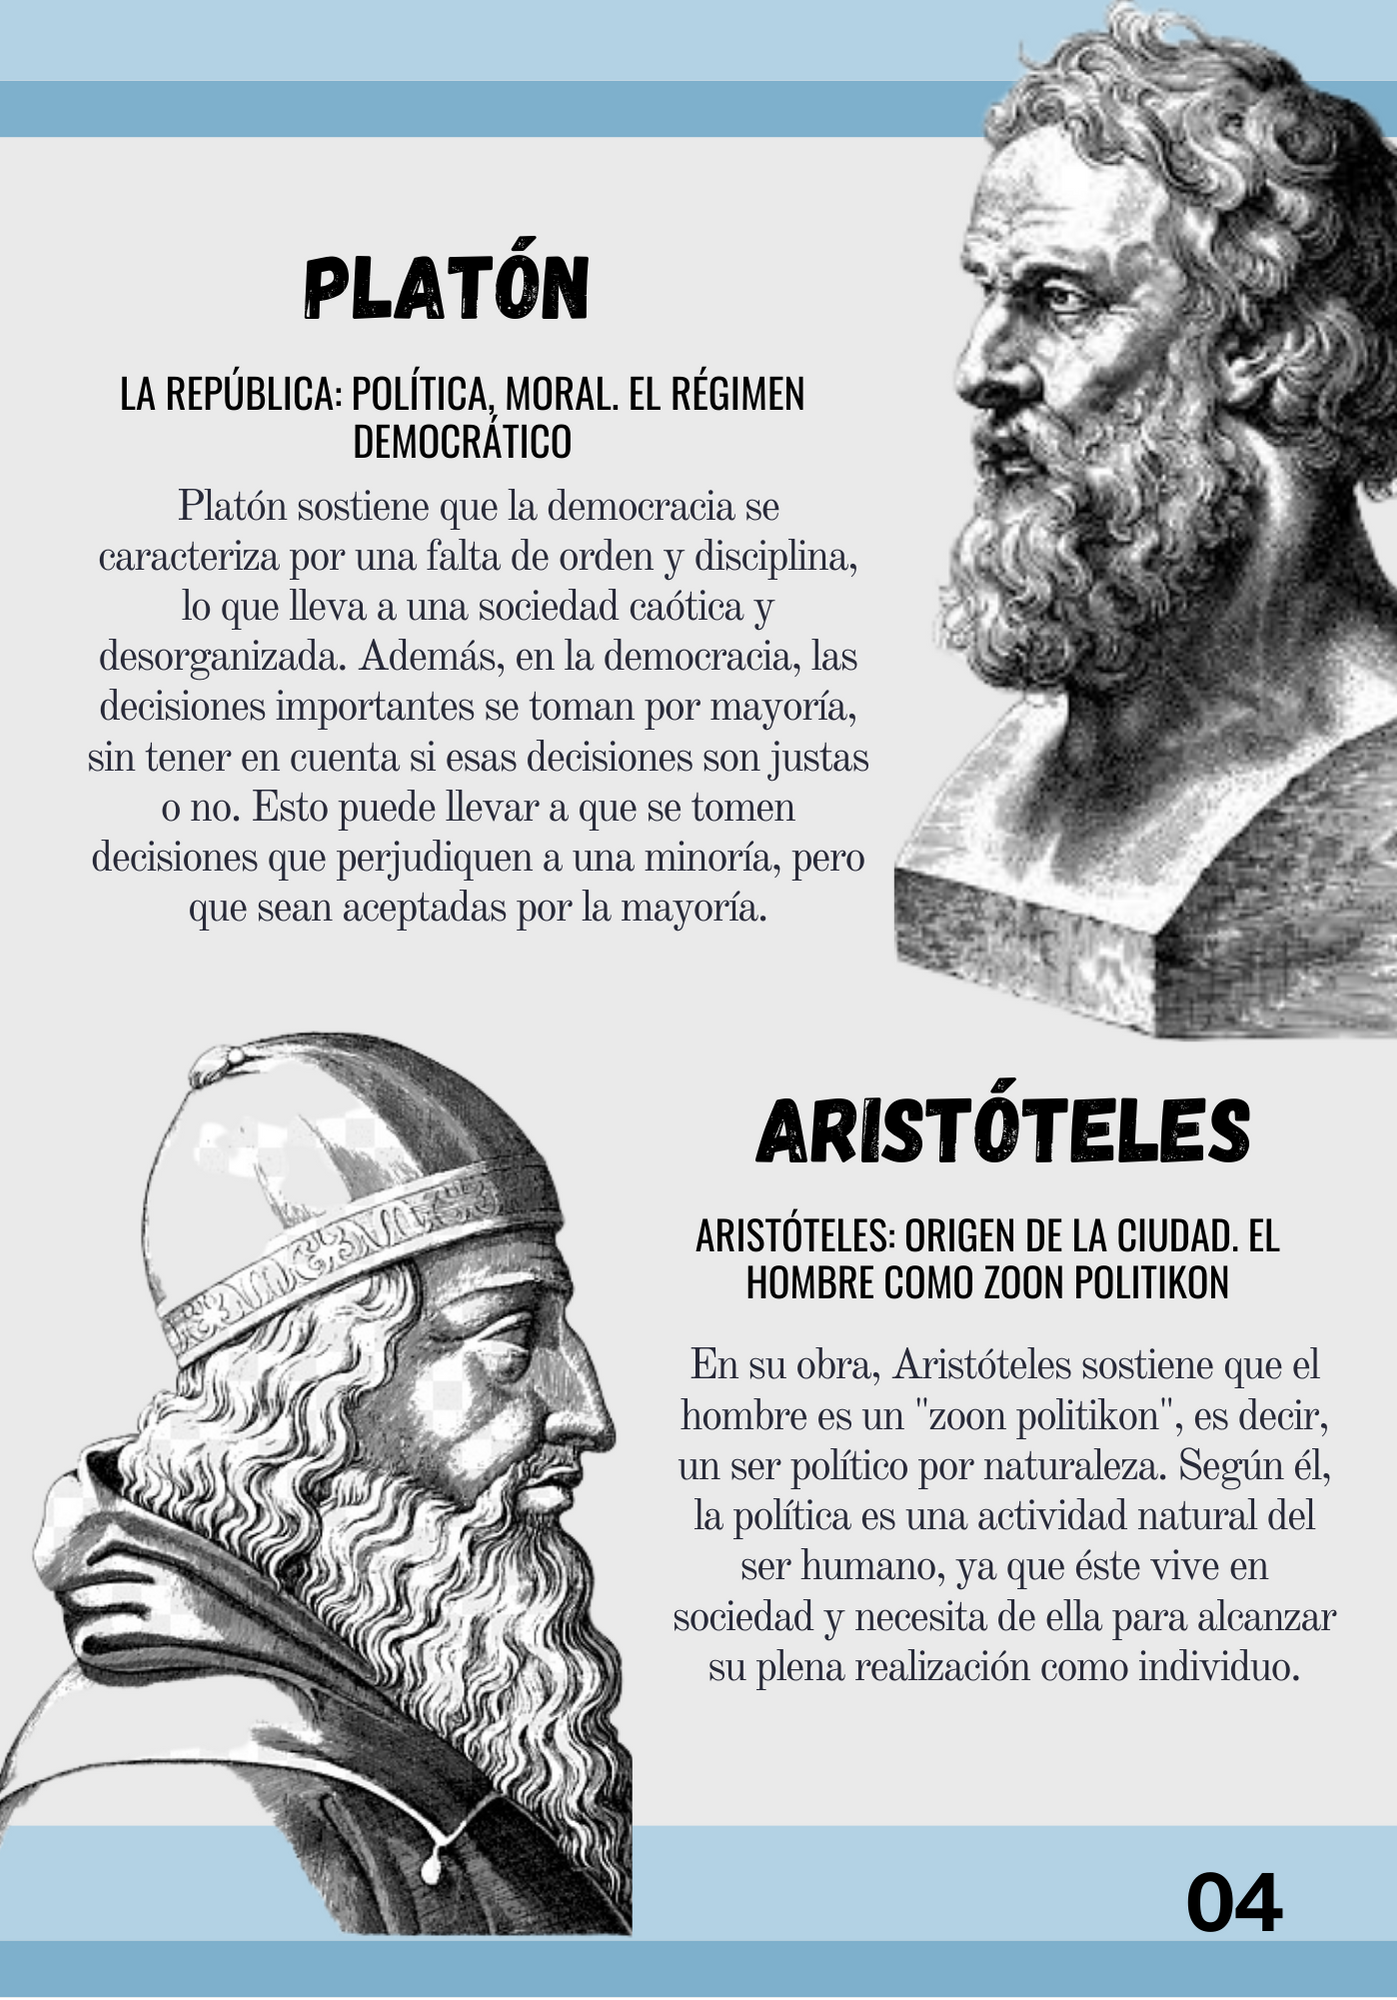 PLATÓN
LA REPÚBLICA: POLÍTICA, MORAL. EL RÉGIMEN
DEMOCRÁTICO
Platón sostiene que la democracia se
caracteriza por una falta de orden y disciplina,
lo que lleva a una sociedad caótica y
desorganizada. Además, en la democracia, las
decisiones importantes se toman por mayoría,
sin tener en cuenta si esas decisiones son justas
o no. Esto puede llevar a que se tomen
decisiones que perjudiquen a una minoría, pero
que sean aceptadas por la mayoría.
ARISTÓTELES
ARISTÓTELES: ORIGEN DE LA CIUDAD. EL
HOMBRE COMO ZOON POLITIKON
En su obra, Aristóteles sostiene que el
hombre es un "zoon politikon", es decir,
un ser político por naturaleza. Según él,
la política es una actividad natural del
ser humano, ya que éste vive en
sociedad y necesita de ella para alcanzar
su plena realización como individuo.
04